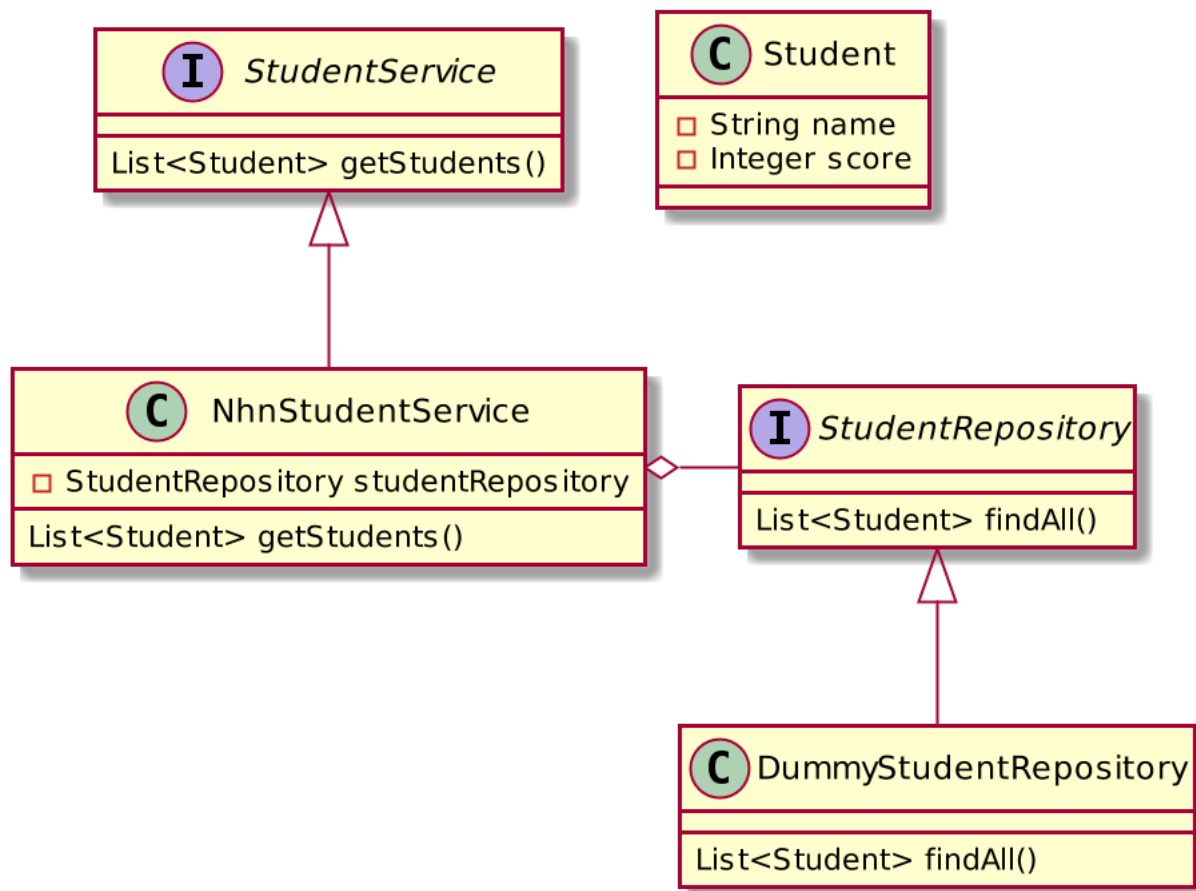 I StudentService
List<Student> getStudents()
C Student
String name
Integer score
C NhnStudentService
StudentRepository studentRepository
List<Student> getStudents()
I StudentRepository
List<Student> findAll()
C DummyStudentRepository
List<Student> findAll()